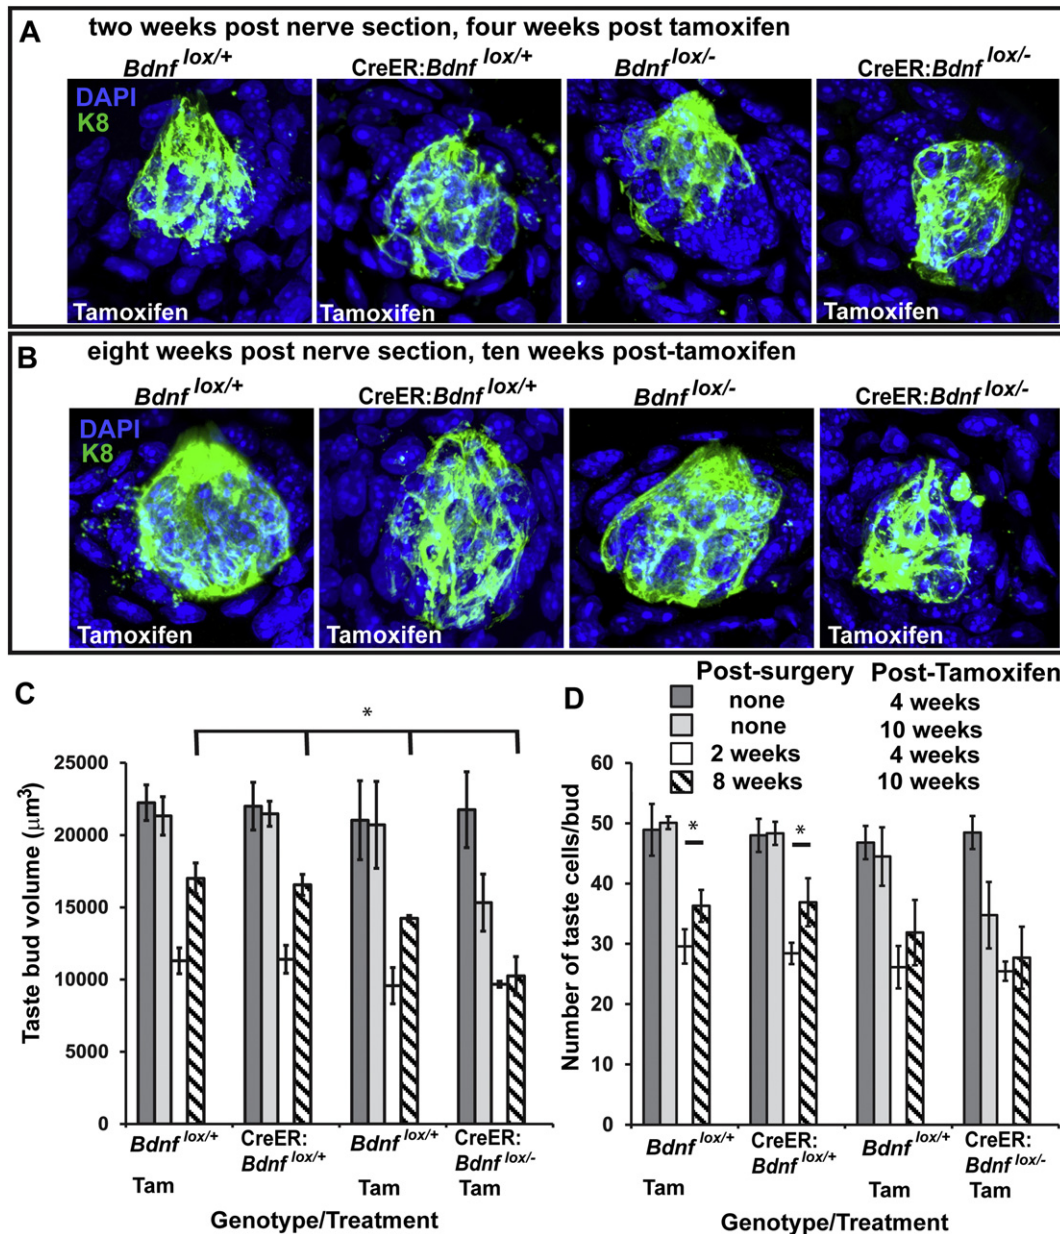 A two weeks post nerve section, four weeks post tamoxifen
Bdnf lox/+ CreER:Bdnf lox/+ Bdnf lox/- CreER:Bdnf lox/-
DAPI
K8
Tamoxifen Tamoxifen Tamoxifen
B eight weeks post nerve section, ten weeks post-tamoxifen
Bdnf lox/+ CreER:Bdnf lox/+ Bdnf lox/- CreER:Bdnf lox/-
DAPI
K8
Tamoxifen Tamoxifen
C
*
Taste bud volume (μm³)
25000
20000
15000
10000
5000
0
Bdnf lox/+ CreER: Bdnf lox/+ Bdnf lox/+ CreER: Bdnf lox/-
Tam Tam Tam
Genotype/Treatment
D
Post-surgery Post-Tamoxifen
none 4 weeks
none 10 weeks
2 weeks 4 weeks
8 weeks 10 weeks
* *
Number of taste cells/bud
60
50
40
30
20
10
0
Bdnf lox/+ CreER: Bdnf lox/+ Bdnf lox/+ CreER: Bdnf lox/-
Tam Tam Tam
Genotype/Treatment